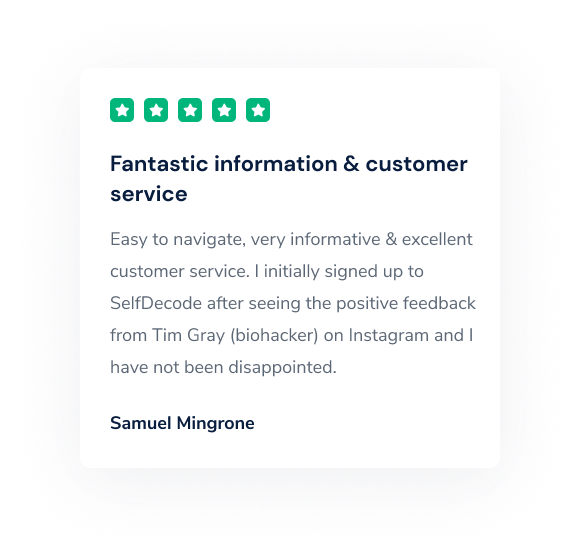 Fantastic information & customer
service
Easy to navigate, very informative & excellent
customer service. I initially signed up to
SelfDecode after seeing the positive feedback
from Tim Gray (biohacker) on Instagram and I
have not been disappointed.
Samuel Mingrone